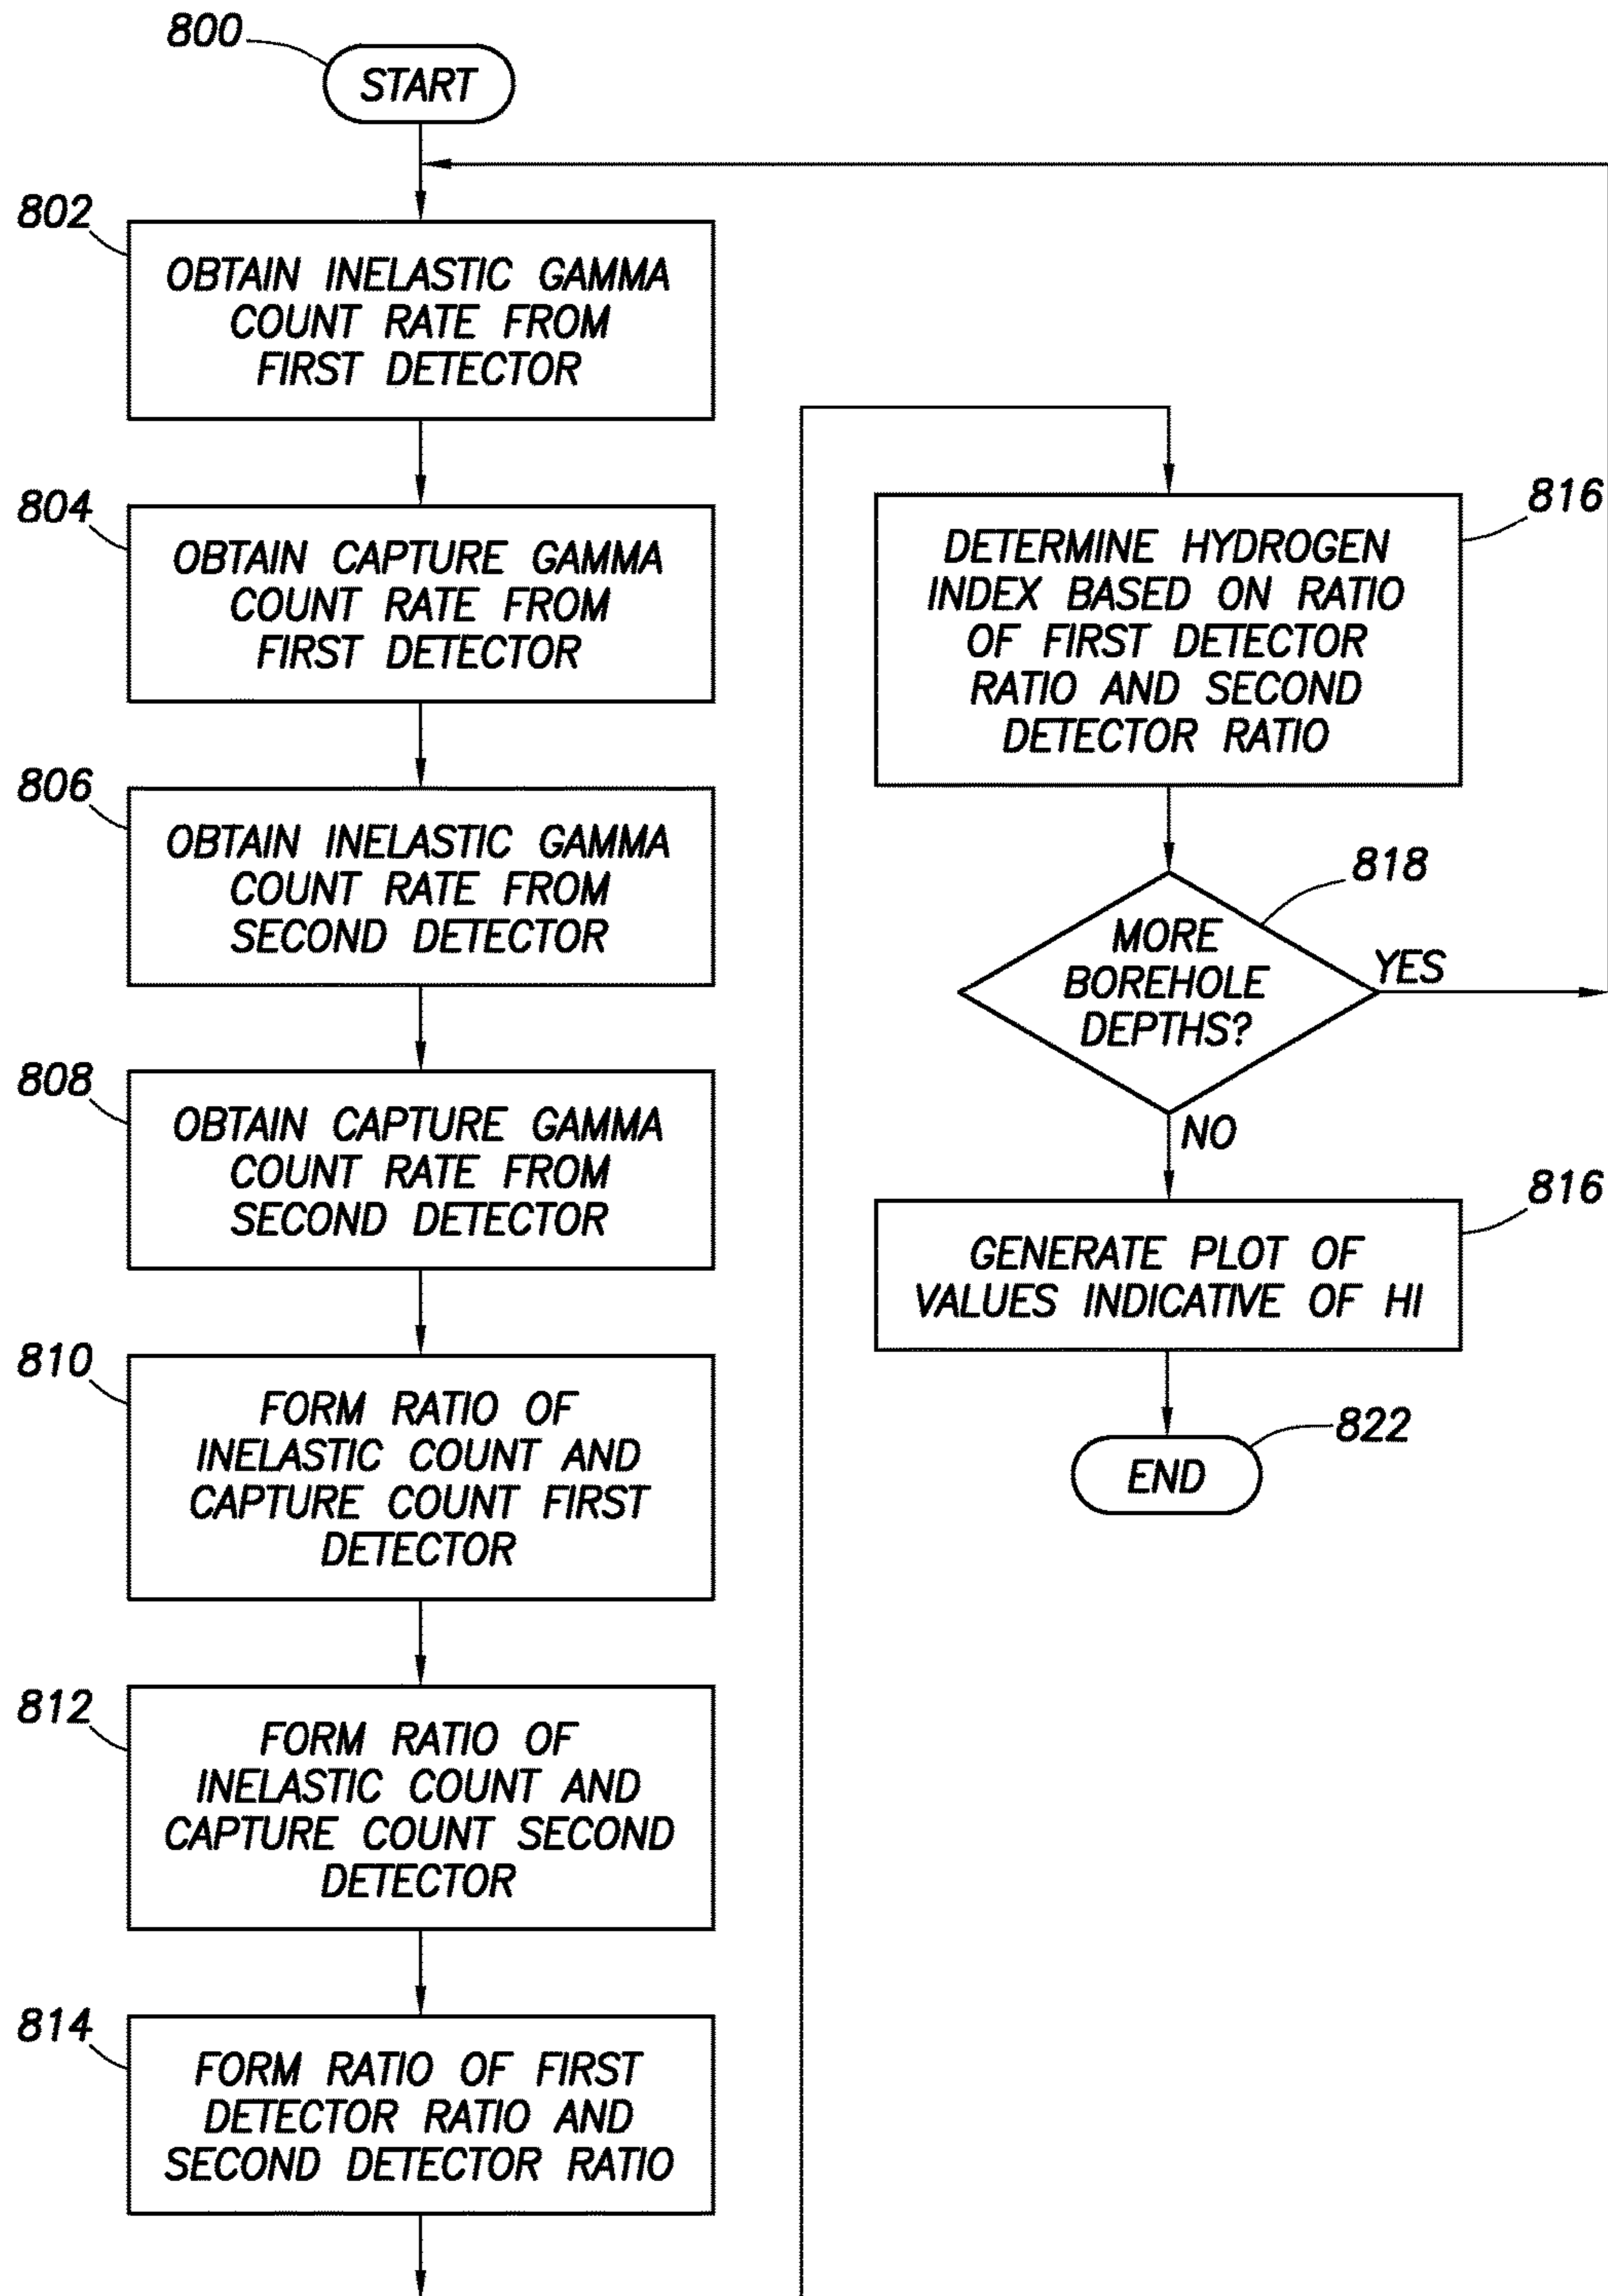 800
START
802
OBTAIN INELASTIC GAMMA
COUNT RATE FROM
FIRST DETECTOR
804
OBTAIN CAPTURE GAMMA
COUNT RATE FROM
FIRST DETECTOR
806
OBTAIN INELASTIC GAMMA
COUNT RATE FROM
SECOND DETECTOR
808
OBTAIN CAPTURE GAMMA
COUNT RATE FROM
SECOND DETECTOR
810
FORM RATIO OF
INELASTIC COUNT AND
CAPTURE COUNT FIRST
DETECTOR
812
FORM RATIO OF
INELASTIC COUNT AND
CAPTURE COUNT SECOND
DETECTOR
814
FORM RATIO OF FIRST
DETECTOR RATIO AND
SECOND DETECTOR RATIO
816
DETERMINE HYDROGEN
INDEX BASED ON RATIO
OF FIRST DETECTOR
RATIO AND SECOND
DETECTOR RATIO
818
MORE
BOREHOLE
DEPTHS?
YES
NO
816
GENERATE PLOT OF
VALUES INDICATIVE OF HI
822
END